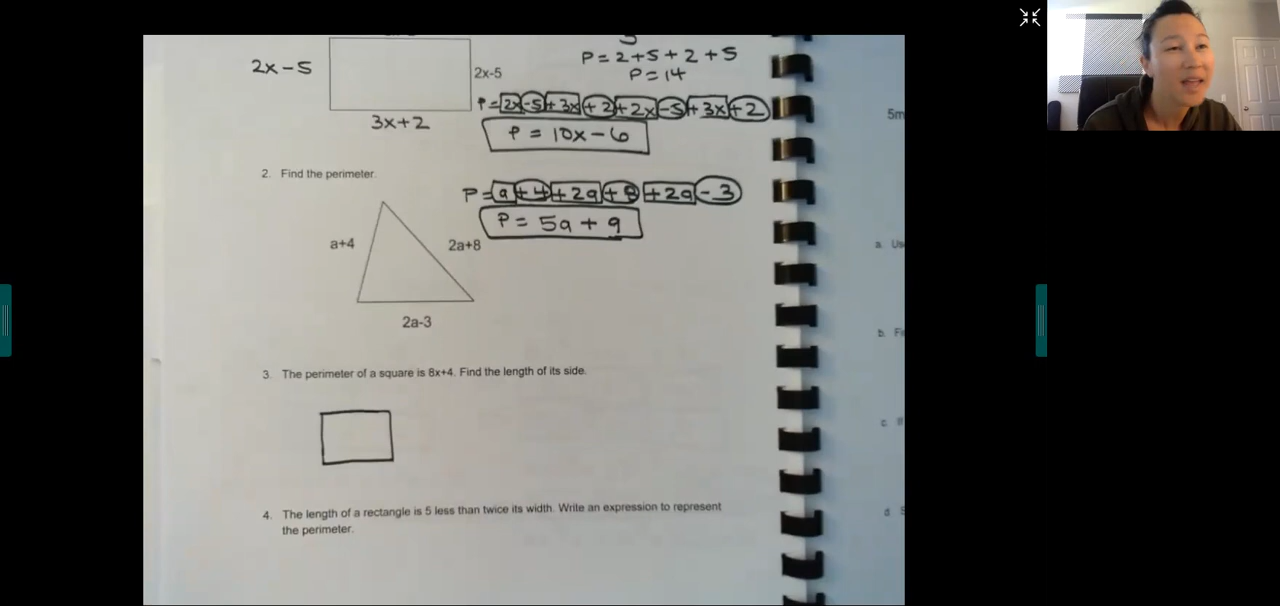 P=2+5+2+5
P=14
2x-5
2x-5
P=2x-5+3x+2+2x-5+3x+2
3x+2
P=10x-6
2. Find the perimeter.
P=a+4+2a+8+2a-3
P=5a+9
a+4
2a+8
2a-3
3. The perimeter of a square is 8x+4. Find the length of its side.
4. The length of a rectangle is 5 less than twice its width. Write an expression to represent
the perimeter.
5m
a. Us
b. Fi
c
d S